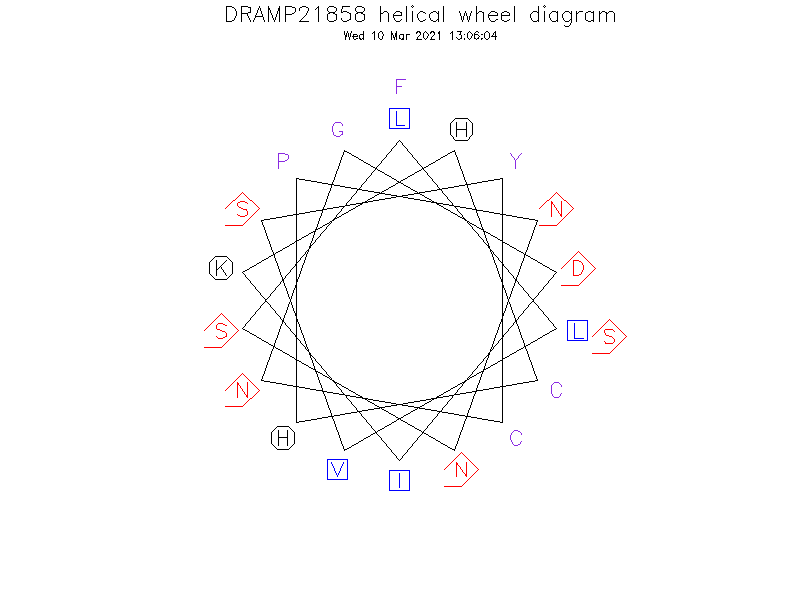 DRAMP21858 helical wheel diagram
Wed 10 Mar 2021 13:06:04
F
L
G H
P Y
S N
K D
S L S
N C
H C
V I N